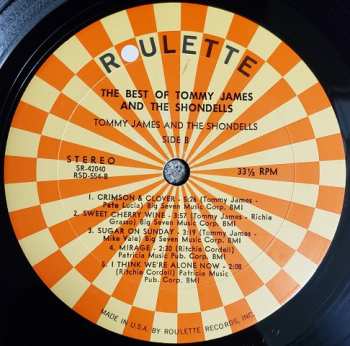 ROULETTE
THE BEST OF TOMMY JAMES
AND THE SHONDELLS
TOMMY JAMES AND THE SHONDELLS
SIDE B
STEREO
SR-42040
RSD-554-B
33⅓ RPM
1. CRIMSON & CLOVER - 5:26 (Tommy James -
Pete Lucia) Big Seven Music Corp. BMI
2. SWEET CHERRY WINE - 3:57 (Tommy James - Richie
Grasso) Big Seven Music Corp. BMI
3. SUGAR ON SUNDAY - 3:19 (Tommy James -
Mike Vale) Big Seven Music Corp. BMI
4. MIRAGE - 2:30 (Ritchie Cordell)
Patricia Music Pub. Corp. BMI
5. I THINK WE'RE ALONE NOW - 2:08
(Ritchie Cordell) Patricia Music
Pub. Corp. BMI
MADE IN U.S.A. BY ROULETTE RECORDS, INC.